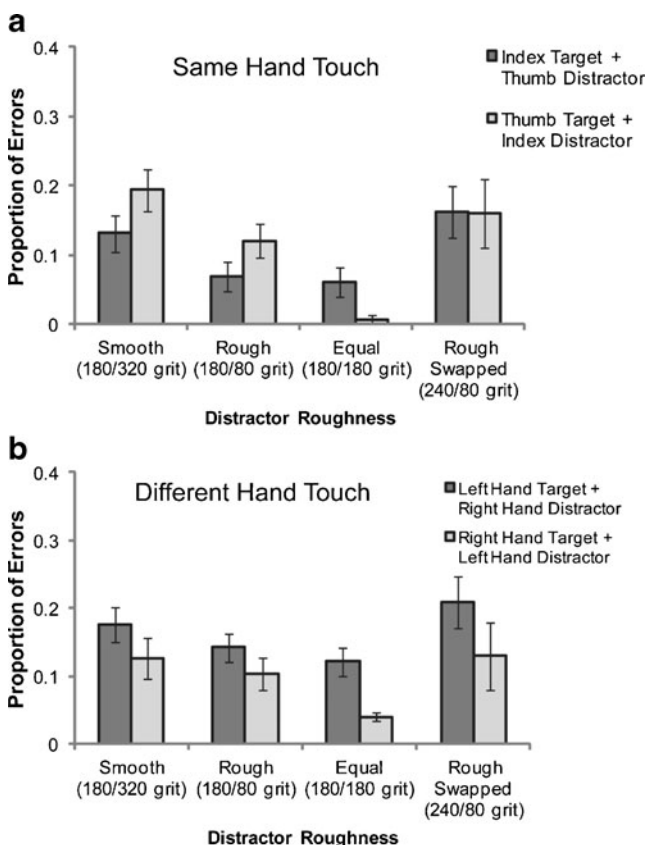 a
0.4
0.3
0.2
0.1
0
Proportion of Errors
Same Hand Touch
Index Target +
Thumb Distractor
Thumb Target +
Index Distractor
Smooth
(180/320 grit)
Rough
(180/80 grit)
Equal
(180/180 grit)
Rough
Swapped
(240/80 grit)
Distractor Roughness
b
0.4
0.3
0.2
0.1
0
Proportion of Errors
Different Hand Touch
Left Hand Target +
Right Hand Distractor
Right Hand Target +
Left Hand Distractor
Smooth
(180/320 grit)
Rough
(180/80 grit)
Equal
(180/180 grit)
Rough
Swapped
(240/80 grit)
Distractor Roughness